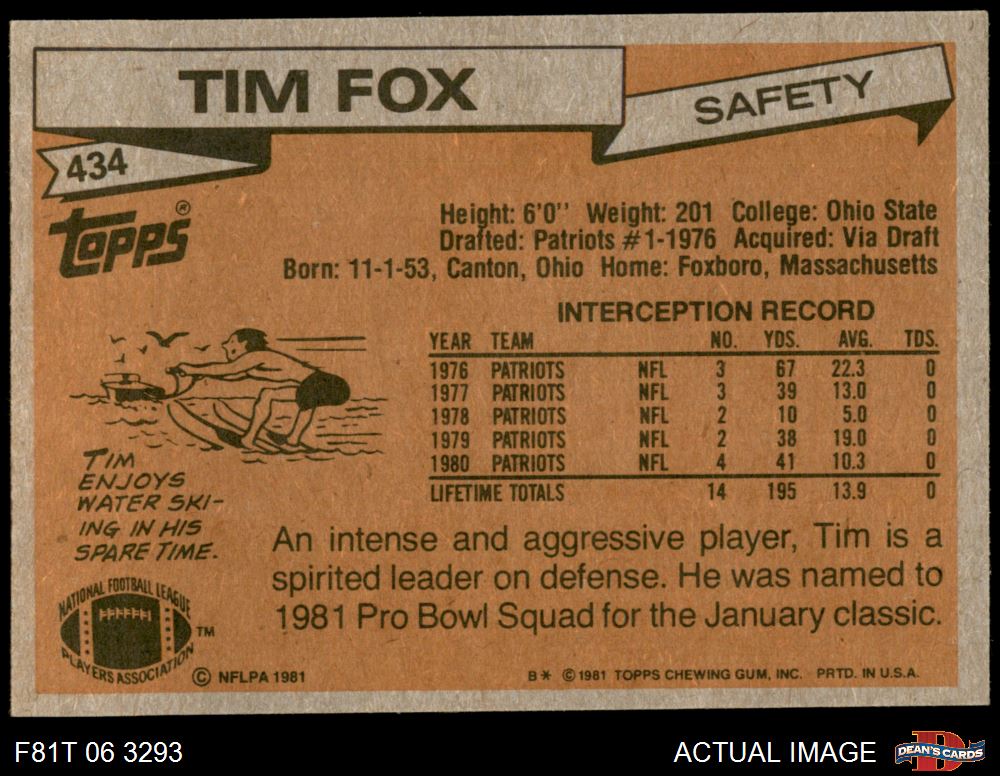 TIM FOX
SAFETY
434
TOPPS®
Height: 6'0'' Weight: 201 College: Ohio State
Drafted: Patriots #1-1976 Acquired: Via Draft
Born: 11-1-53, Canton, Ohio Home: Foxboro, Massachusetts
INTERCEPTION RECORD
YEAR TEAM NO. YDS. AVG. TDS.
1976 PATRIOTS NFL 3 67 22.3 0
1977 PATRIOTS NFL 3 39 13.0 0
1978 PATRIOTS NFL 2 10 5.0 0
1979 PATRIOTS NFL 2 38 19.0 0
1980 PATRIOTS NFL 4 41 10.3 0
LIFETIME TOTALS 14 195 13.9 0
TIM
ENJOYS
WATER SKI-
ING IN HIS
SPARE TIME.
An intense and aggressive player, Tim is a
spirited leader on defense. He was named to
1981 Pro Bowl Squad for the January classic.
NATIONAL FOOTBALL LEAGUE
PLAYERS ASSOCIATION
TM
© NFLPA 1981
B* © 1981 TOPPS CHEWING GUM, INC. PRTD. IN U.S.A.
F81T 06 3293
ACTUAL IMAGE
D
DEAN'S CARDS